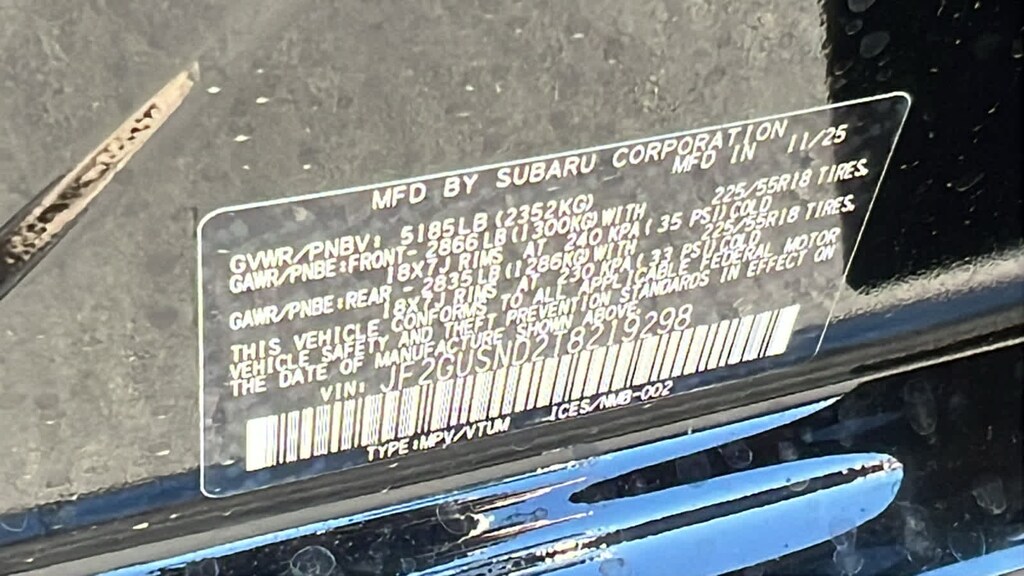 MFD BY SUBARU CORPORATION
MFD IN 11/25
GVWR/PNBV: 5185LB(2352KG)
GAWR/PNBE:FRONT-2866LB(1300KG)WITH 225/55R18 TIRES,
18X7J RIMS AT 240 KPA(35 PSI)COLD
GAWR/PNBE:REAR -2835LB(1286KG)WITH 225/55R18 TIRES,
18X7J RIMS AT 230 KPA(33 PSI)COLD
THIS VEHICLE CONFORMS TO ALL APPLICABLE FEDERAL MOTOR
VEHICLE SAFETY AND THEFT PREVENTION STANDARDS IN EFFECT ON
THE DATE OF MANUFACTURE SHOWN ABOVE.
VIN: JF2GUSND2T8219298
TYPE:MPV/VTUM ICES/NMB-002